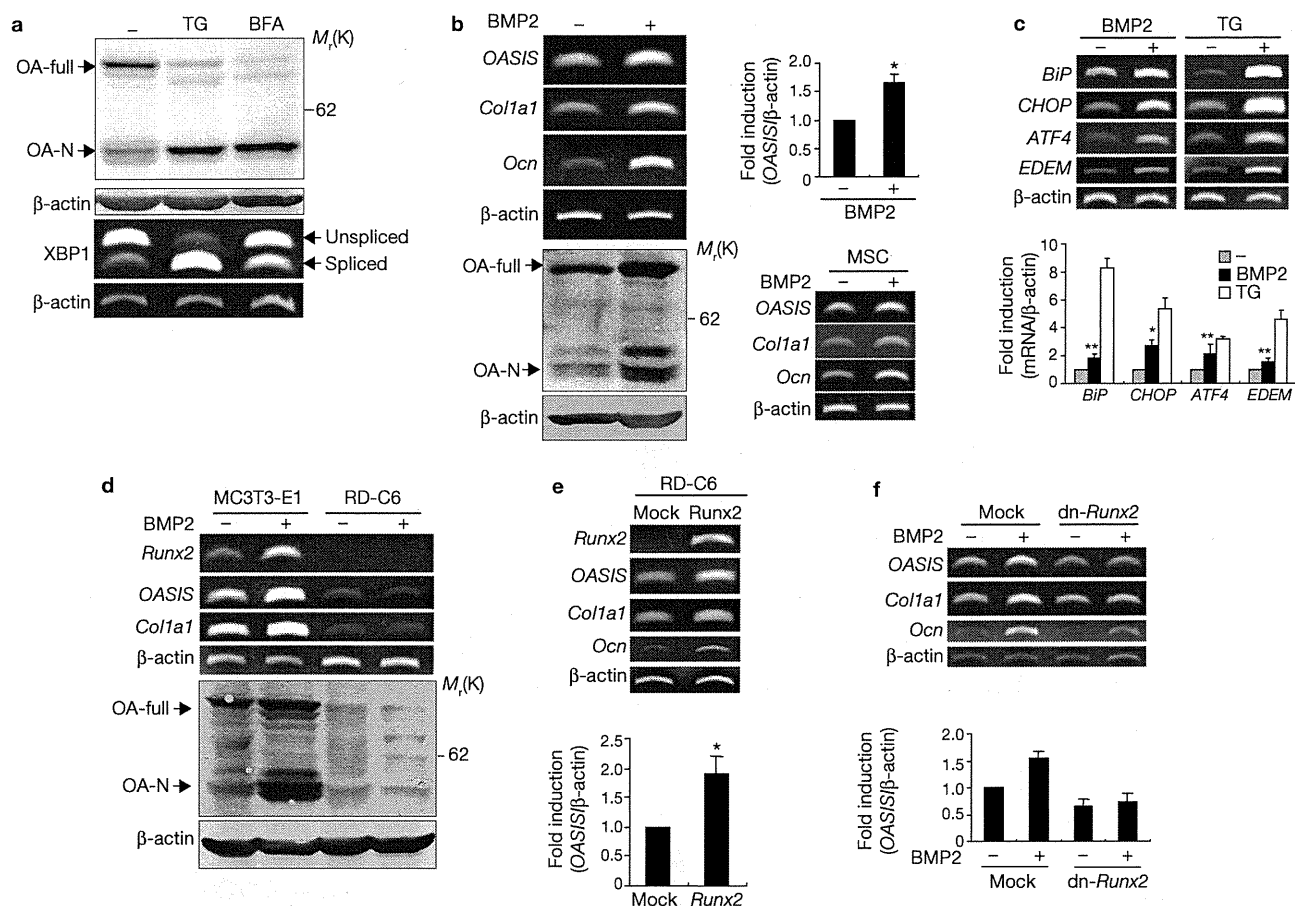 a
– TG BFA
Mr(K)
OA-full
62
OA-N
β-actin
XBP1
Unspliced
Spliced
β-actin
b
BMP2 – +
OASIS
Col1a1
Ocn
β-actin
Mr(K)
OA-full
62
OA-N
β-actin
Fold induction
(OASIS/β-actin)
2.0
1.5
1.0
0.5
0
*
– +
BMP2
MSC
BMP2 – +
OASIS
Col1a1
Ocn
β-actin
c
BMP2 TG
– + – +
BiP
CHOP
ATF4
EDEM
β-actin
Fold induction
(mRNA/β-actin)
10
8
6
4
2
0
–
BMP2
TG
** * ** **
BiP CHOP ATF4 EDEM
d
MC3T3-E1 RD-C6
BMP2 – + – +
Runx2
OASIS
Col1a1
β-actin
Mr(K)
OA-full
62
OA-N
β-actin
e
RD-C6
Mock Runx2
Runx2
OASIS
Col1a1
Ocn
β-actin
Fold induction
(OASIS/β-actin)
2.5
2.0
1.5
1.0
0.5
0
*
Mock Runx2
f
Mock dn-Runx2
BMP2 – + – +
OASIS
Col1a1
Ocn
β-actin
Fold induction
(OASIS/β-actin)
2.0
1.5
1.0
0.5
0
BMP2 – + – +
Mock dn-Runx2